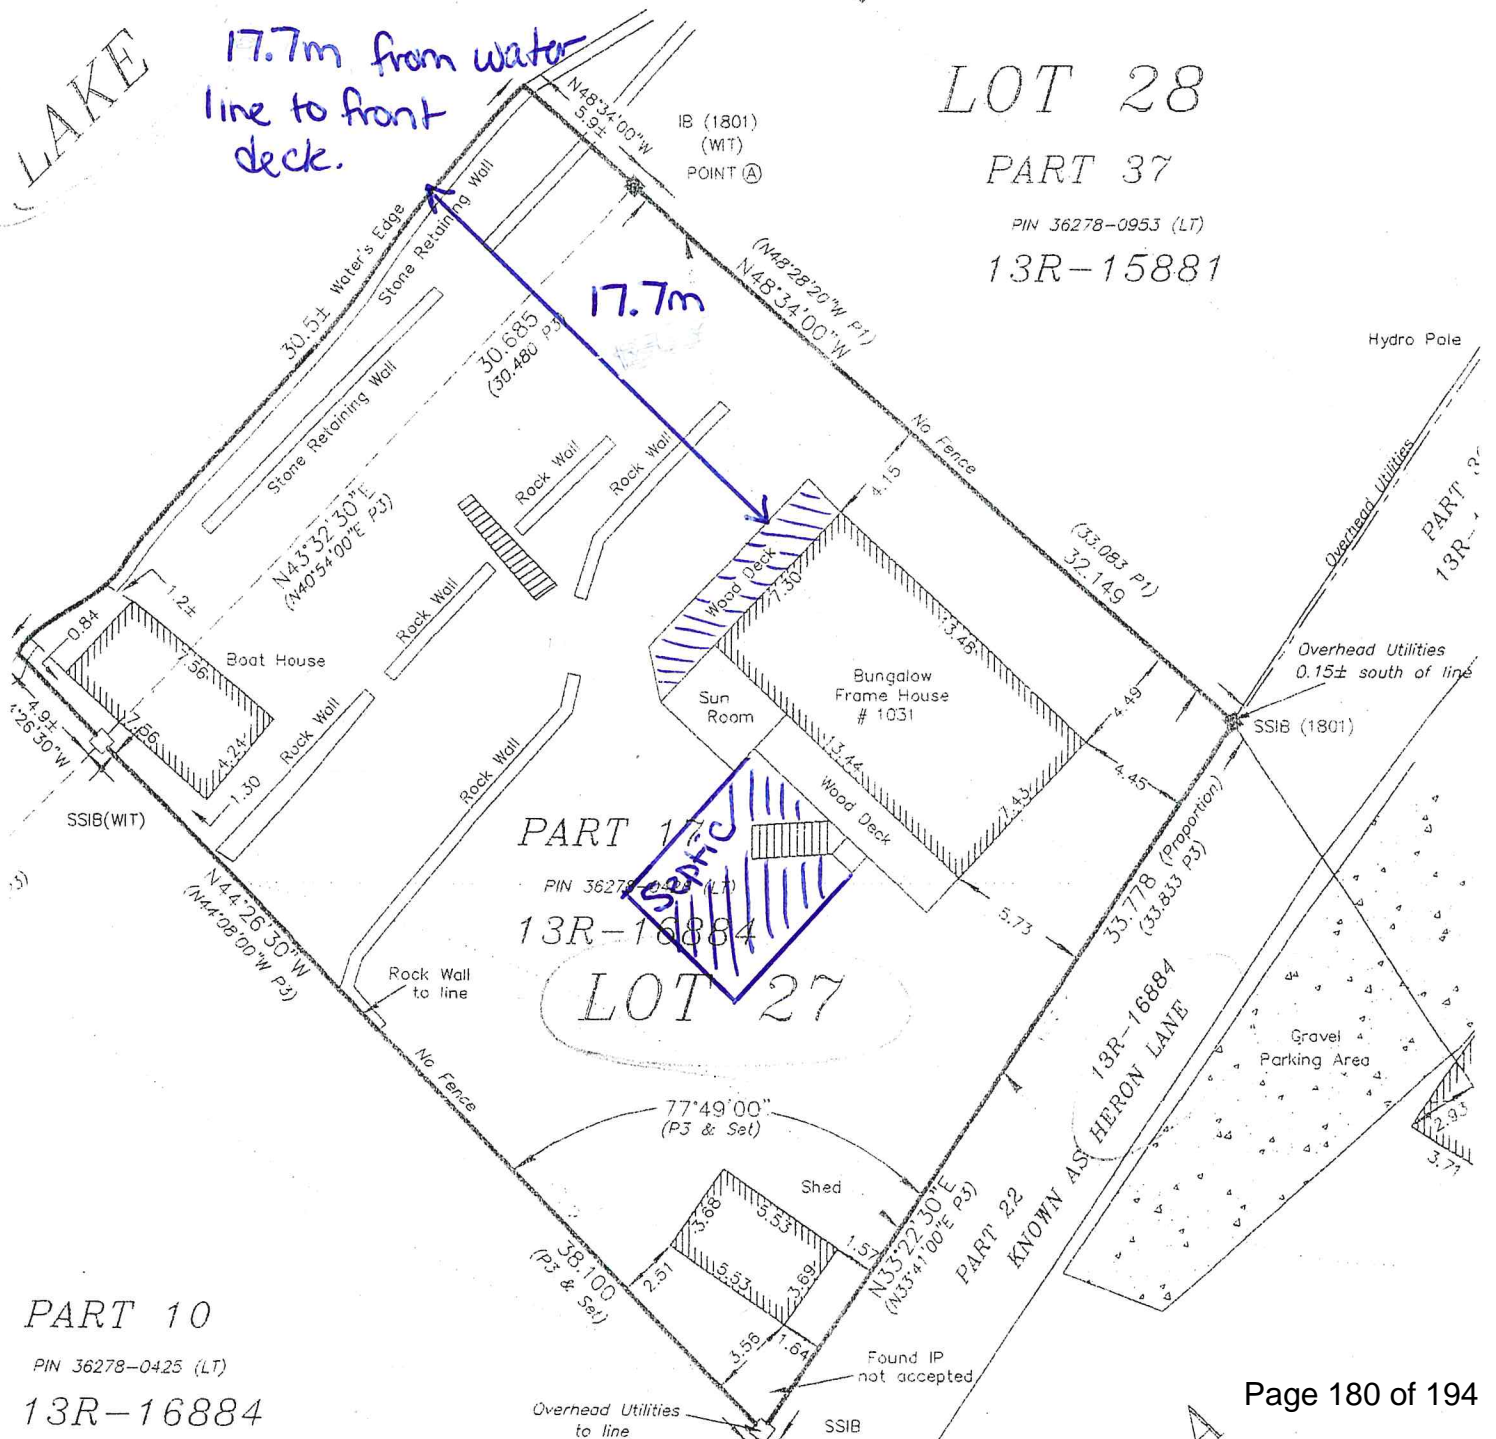 LAKE
17.7m from water
line to front
deck.
N48°34'00"W
5.9±
IB (1801)
(WIT)
POINT Ⓐ
LOT 28
PART 37
PIN 36278-0953 (LT)
13R-15881
30.5± Water's Edge
Stone Retaining Wall
Stone Retaining Wall
30.685
(30.480 P3)
17.7m
(N48°28'20"W P1)
N48°34'00"W
No Fence
Hydro Pole
Overhead Utilities
PART
13R-
N43°32'30"E
(N40°54'00"E P3)
Rock Wall
Rock Wall
4.15
(33.083 P1)
32.149
Wood Deck
7.30
13.48
1.2±
0.84
7.56
Boat House
Rock Wall
Bungalow
Frame House
# 1031
Sun
Room
Overhead Utilities
0.15± south of line
4.49
SSIB (1801)
4.9±
26'30"W
7.56
4.24
1.30
Rock Wall
Rock Wall
13.44
Wood Deck
7.43
4.45
SSIB(WIT)
PART 17
Septic
PIN 36278-0426 (LT)
13R-16884
LOT 27
5.73
33.778 (Proportion)
(33.833 P3)
N44°26'30"W
(N44°08'00"W P3)
Rock Wall
to line
No Fence
13R-16884
PART 22
KNOWN AS HERON LANE
Gravel
Parking Area
2.93
3.71
77°49'00"
(P3 & Set)
Shed
3.68
5.53
1.57
2.51
5.53
3.69
N33°22'30"E
(N33°41'00"E P3)
38.100
(P3 & Set)
3.56
1.64
Found IP
not accepted
PART 10
PIN 36278-0425 (LT)
13R-16884
Overhead Utilities
to line
SSIB
Page 180 of 194